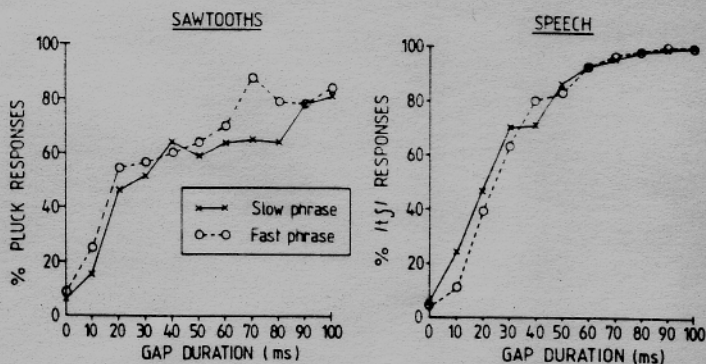 SAWTOOTHS
% PLUCK RESPONSES
100
80
60
40
20
0
0 10 20 30 40 50 60 70 80 90 100
GAP DURATION (ms)
Slow phrase
Fast phrase
SPEECH
% /tʃ/ RESPONSES
100
80
60
40
20
0 10 20 30 40 50 60 70 80 90 100
GAP DURATION (ms)